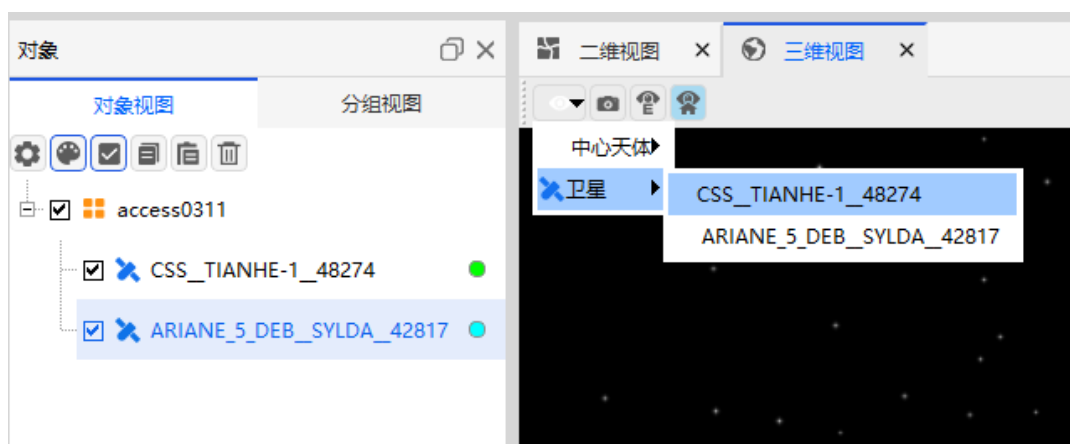 对象
对象视图
分组视图
access0311
CSS__TIANHE-1__48274
ARIANE_5_DEB__SYLDA__42817
二维视图
三维视图
E
中心天体
卫星
CSS__TIANHE-1__48274
ARIANE_5_DEB__SYLDA__42817